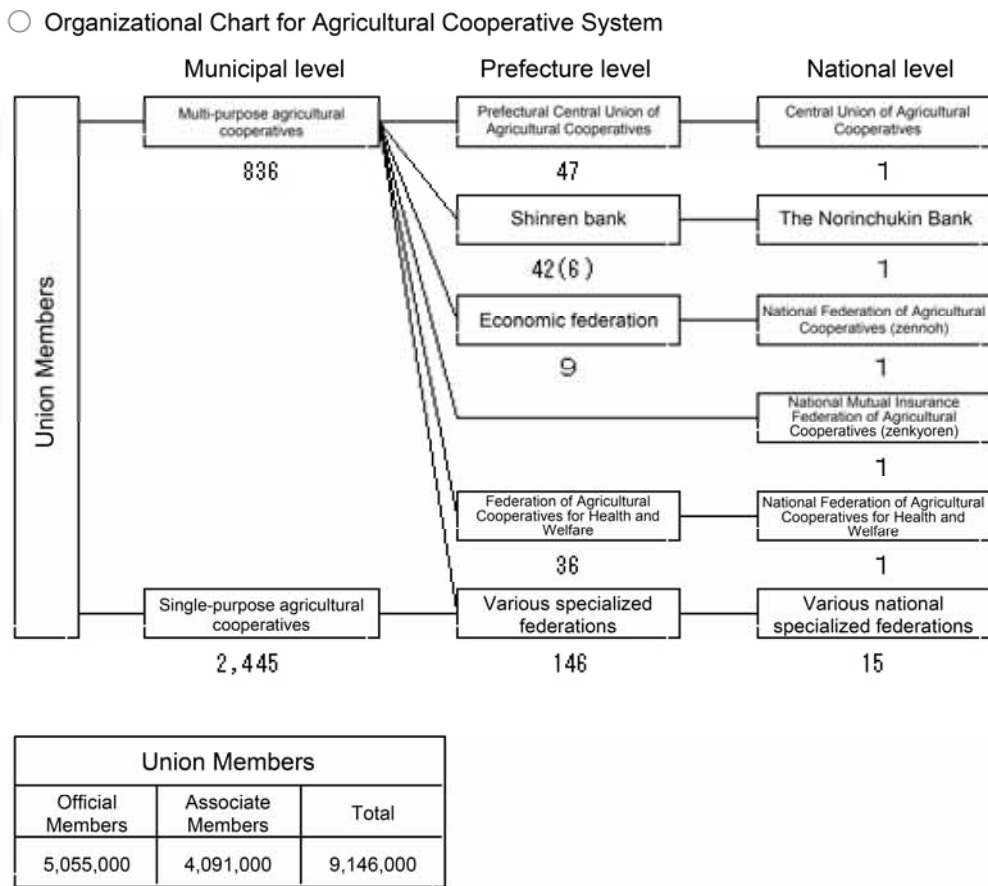 ○ Organizational Chart for Agricultural Cooperative System
Municipal level
Prefecture level
National level
Union Members
Multi-purpose agricultural
cooperatives
836
Prefectural Central Union of
Agricultural Cooperatives
47
Central Union of Agricultural
Cooperatives
1
Shinren bank
42(6)
The Norinchukin Bank
1
Economic federation
9
National Federation of Agricultural
Cooperatives (zennoh)
1
National Mutual Insurance
Federation of Agricultural
Cooperatives (zenkyoren)
1
Federation of Agricultural
Cooperatives for Health and
Welfare
36
National Federation of Agricultural
Cooperatives for Health and
Welfare
1
Single-purpose agricultural
cooperatives
2,445
Various specialized
federations
146
Various national
specialized federations
15
Union Members
Official
Members
Associate
Members
Total
5,055,000
4,091,000
9,146,000